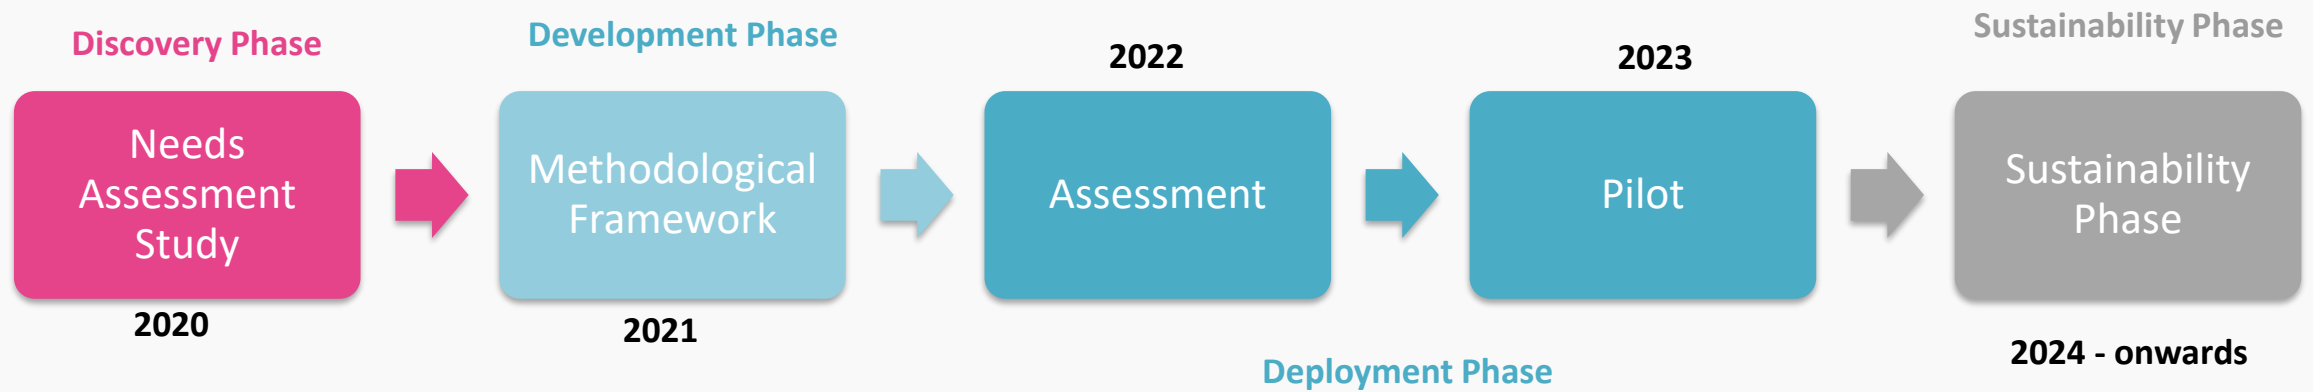 Discovery Phase
Needs
Assessment
Study
2020
Development Phase
Methodological
Framework
2021
2022
Assessment
2023
Pilot
Deployment Phase
Sustainability Phase
Sustainability
Phase
2024 - onwards